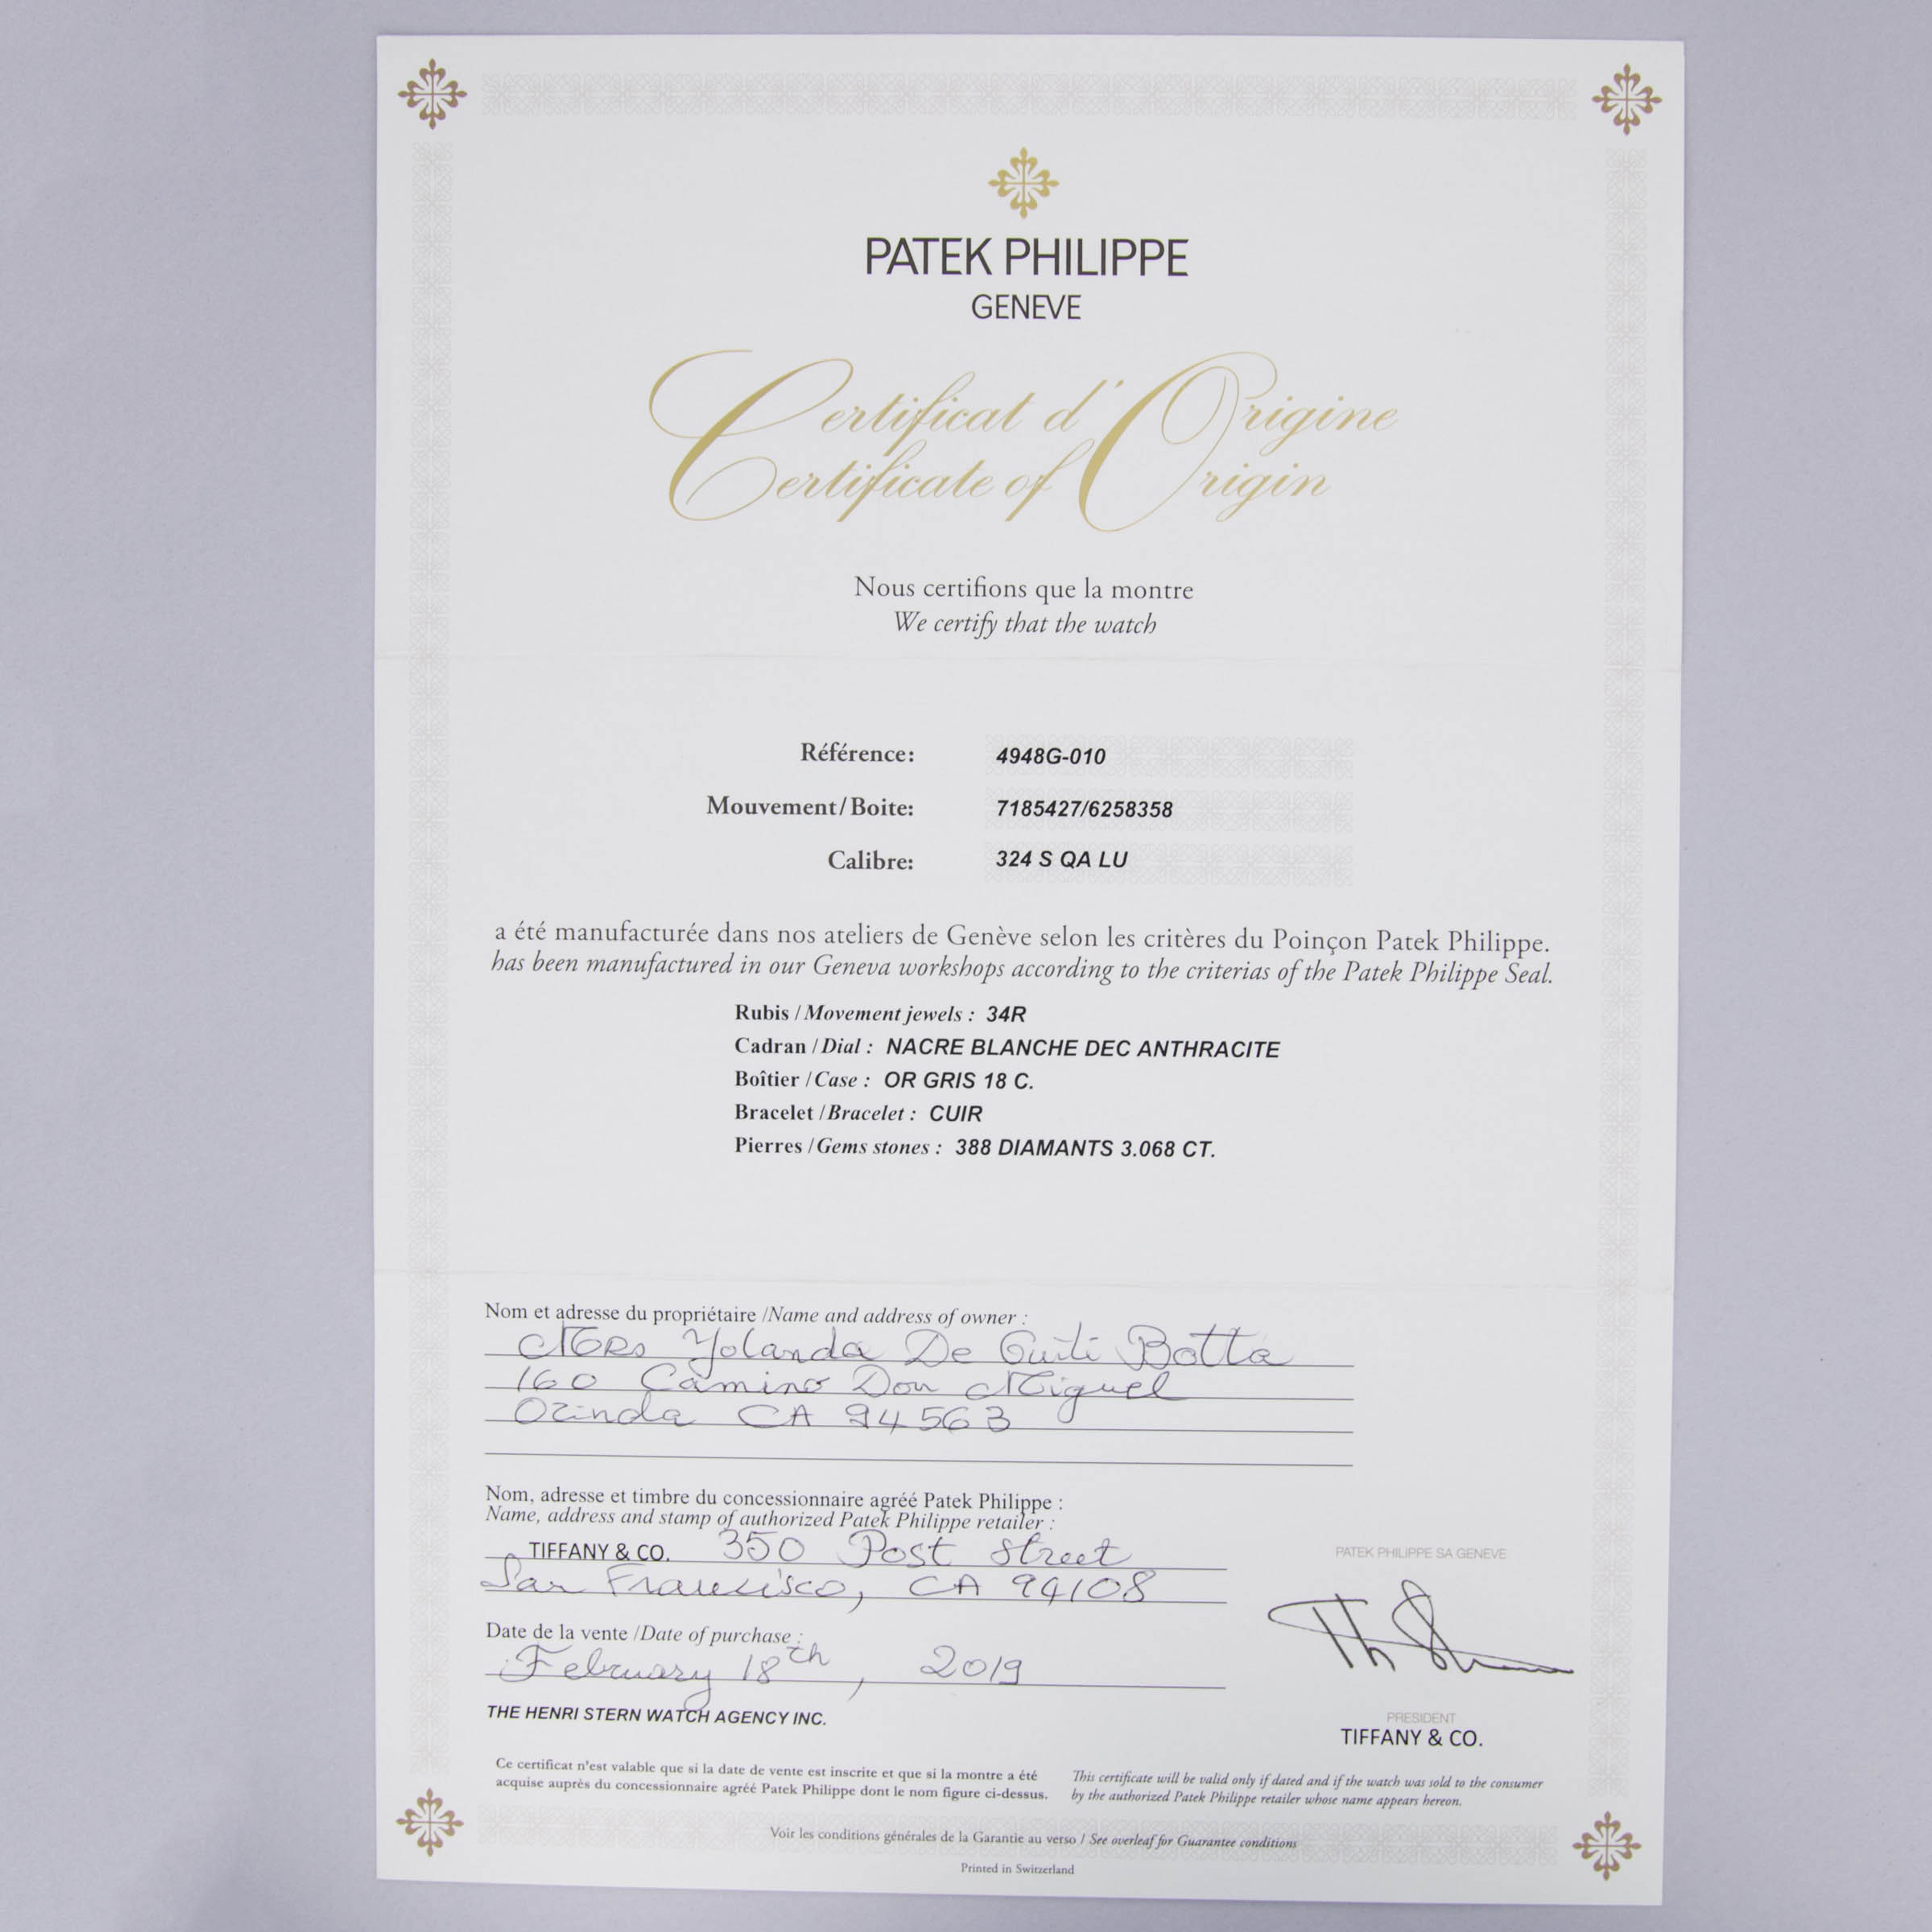 PATEK PHILIPPE
GENEVE
Certificat d'Origine
Certificate of Origin
Nous certifions que la montre
We certify that the watch
Référence: 4948G-010
Mouvement/Boite: 7185427/6258358
Calibre: 324 S QA LU
a été manufacturée dans nos ateliers de Genève selon les critères du Poinçon Patek Philippe.
has been manufactured in our Geneva workshops according to the criterias of the Patek Philippe Seal.
Rubis / Movement jewels : 34R
Cadran / Dial : NACRE BLANCHE DEC ANTHRACITE
Boîtier / Case : OR GRIS 18 C.
Bracelet / Bracelet : CUIR
Pierres / Gems stones : 388 DIAMANTS 3.068 CT.
Nom et adresse du propriétaire /Name and address of owner :
Mrs Yolanda De Botta
160 Camino Don Miguel
Orinda CA 94563
Nom, adresse et timbre du concessionnaire agréé Patek Philippe :
Name, address and stamp of authorized Patek Philippe retailer :
TIFFANY & CO. 350 Post Street
San Francisco, CA 94108
PATEK PHILIPPE SA GENEVE
Date de la vente /Date of purchase :
February 18th, 2019
THE HENRI STERN WATCH AGENCY INC.
PRESIDENT
TIFFANY & CO.
Ce certificat n'est valable que si la date de vente est inscrite et que si la montre a été
acquise auprès du concessionnaire agréé Patek Philippe dont le nom figure ci-dessus.
This certificate will be valid only if dated and if the watch was sold to the consumer
by the authorized Patek Philippe retailer whose name appears hereon.
Voir les conditions générales de la Garantie au verso / See overleaf for Guarantee conditions
Printed in Switzerland